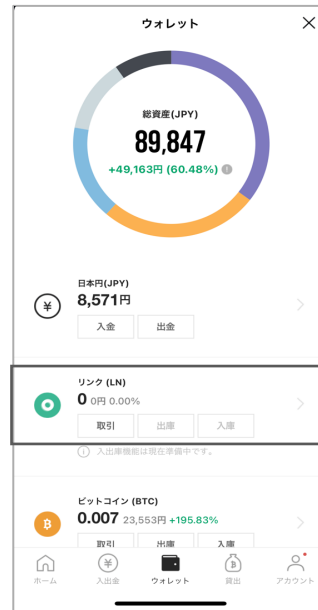 ウォレット
総資産(JPY)
89,847
+49,163円 (60.48%)
日本円(JPY)
8,571円
入金 出金
リンク (LN)
0 0円 0.00%
取引 出庫 入庫
入出庫機能は現在準備中です。
ビットコイン (BTC)
0.007 23,553円 +195.83%
取引 出庫 入庫
ホーム 入出金 ウォレット 貸出 アカウント